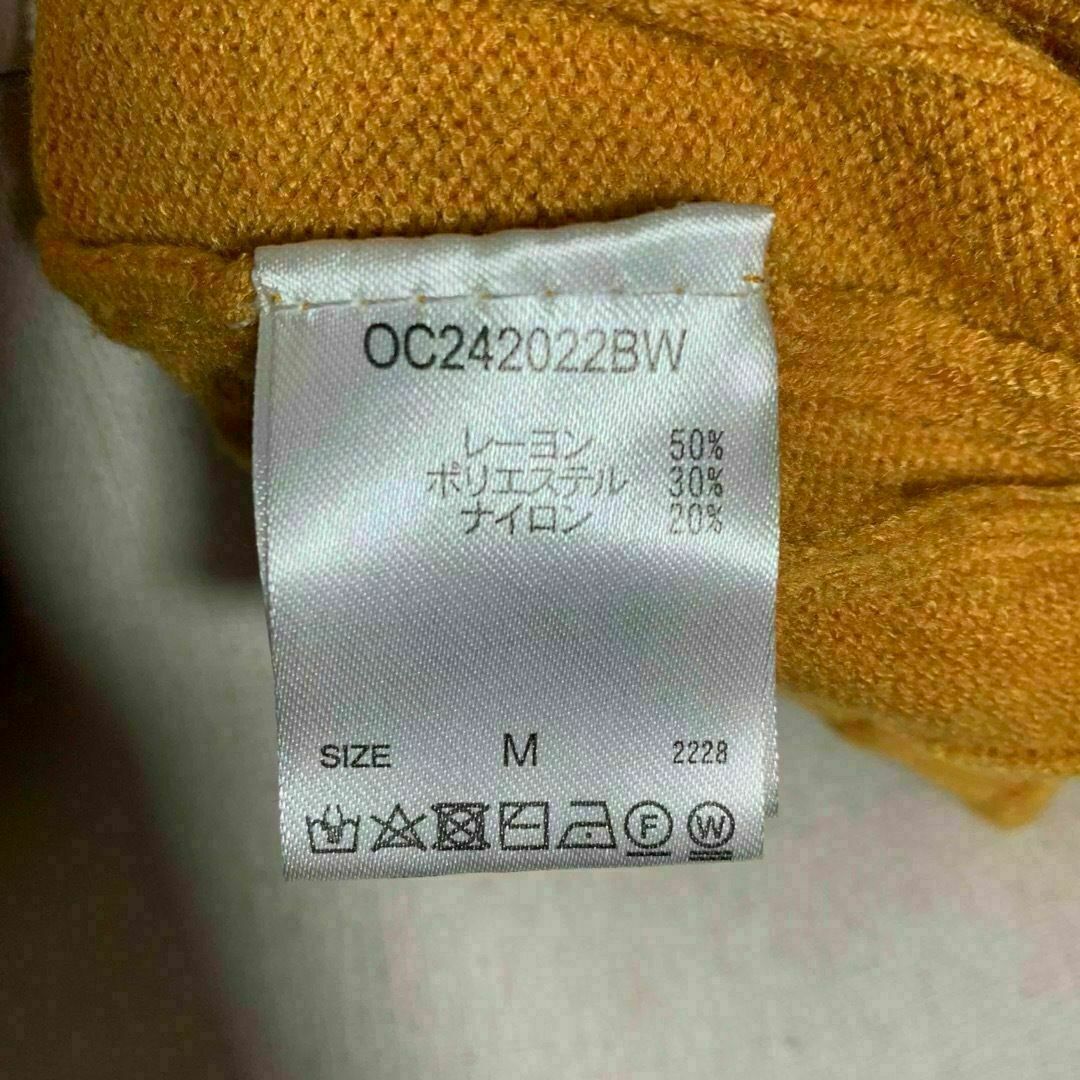 OC242022BW
レーヨン 50%
ポリエステル 30%
ナイロン 20%
SIZE M 2228
F W